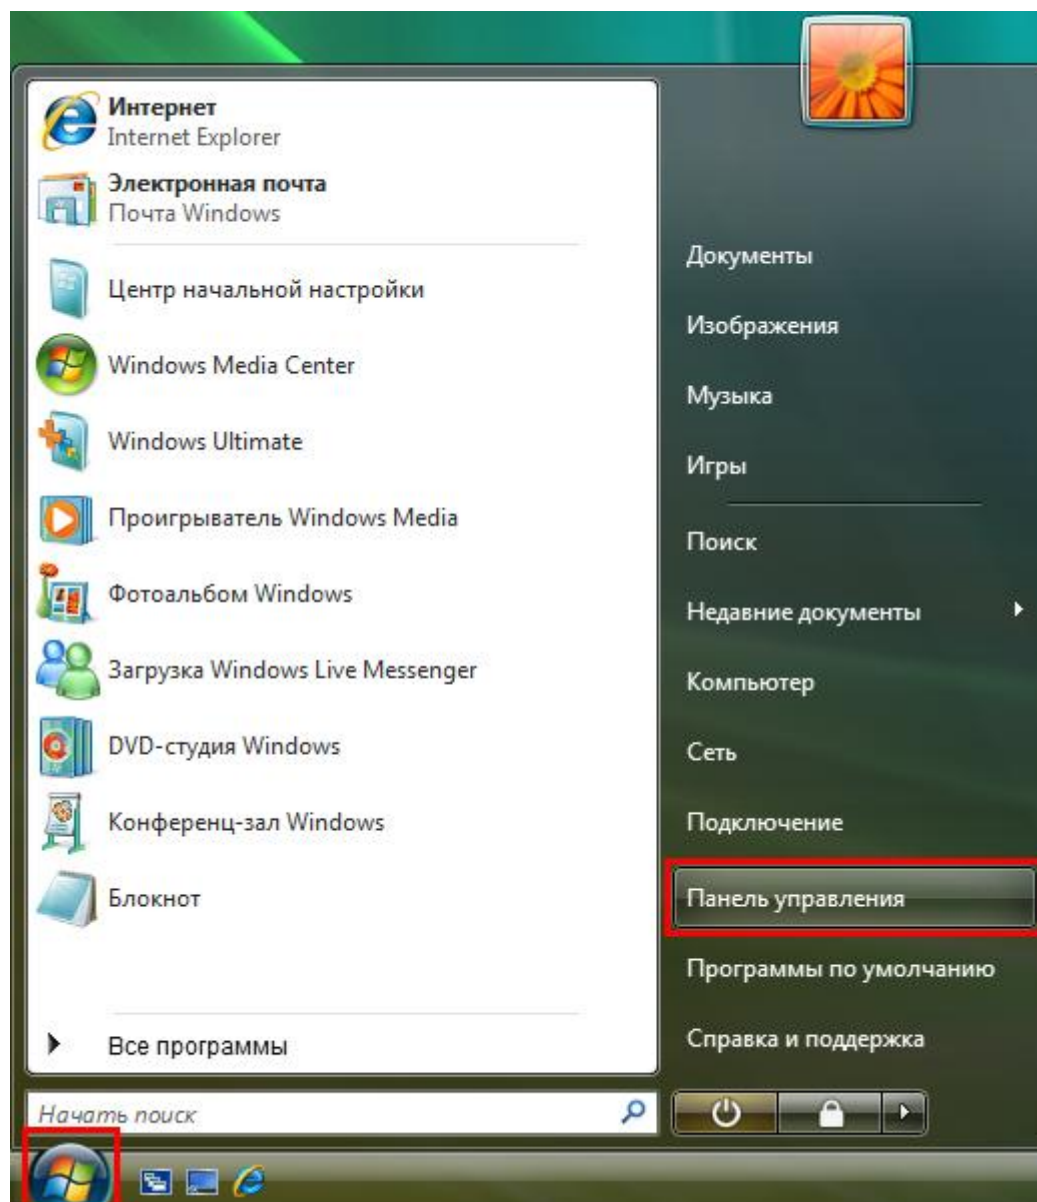 Интернет
Internet Explorer
Электронная почта
Почта Windows
Центр начальной настройки
Windows Media Center
Windows Ultimate
Проигрыватель Windows Media
Фотоальбом Windows
Загрузка Windows Live Messenger
DVD-студия Windows
Конференц-зал Windows
Блокнот
Все программы
Начать поиск
Документы
Изображения
Музыка
Игры
Поиск
Недавние документы
Компьютер
Сеть
Подключение
Панель управления
Программы по умолчанию
Справка и поддержка